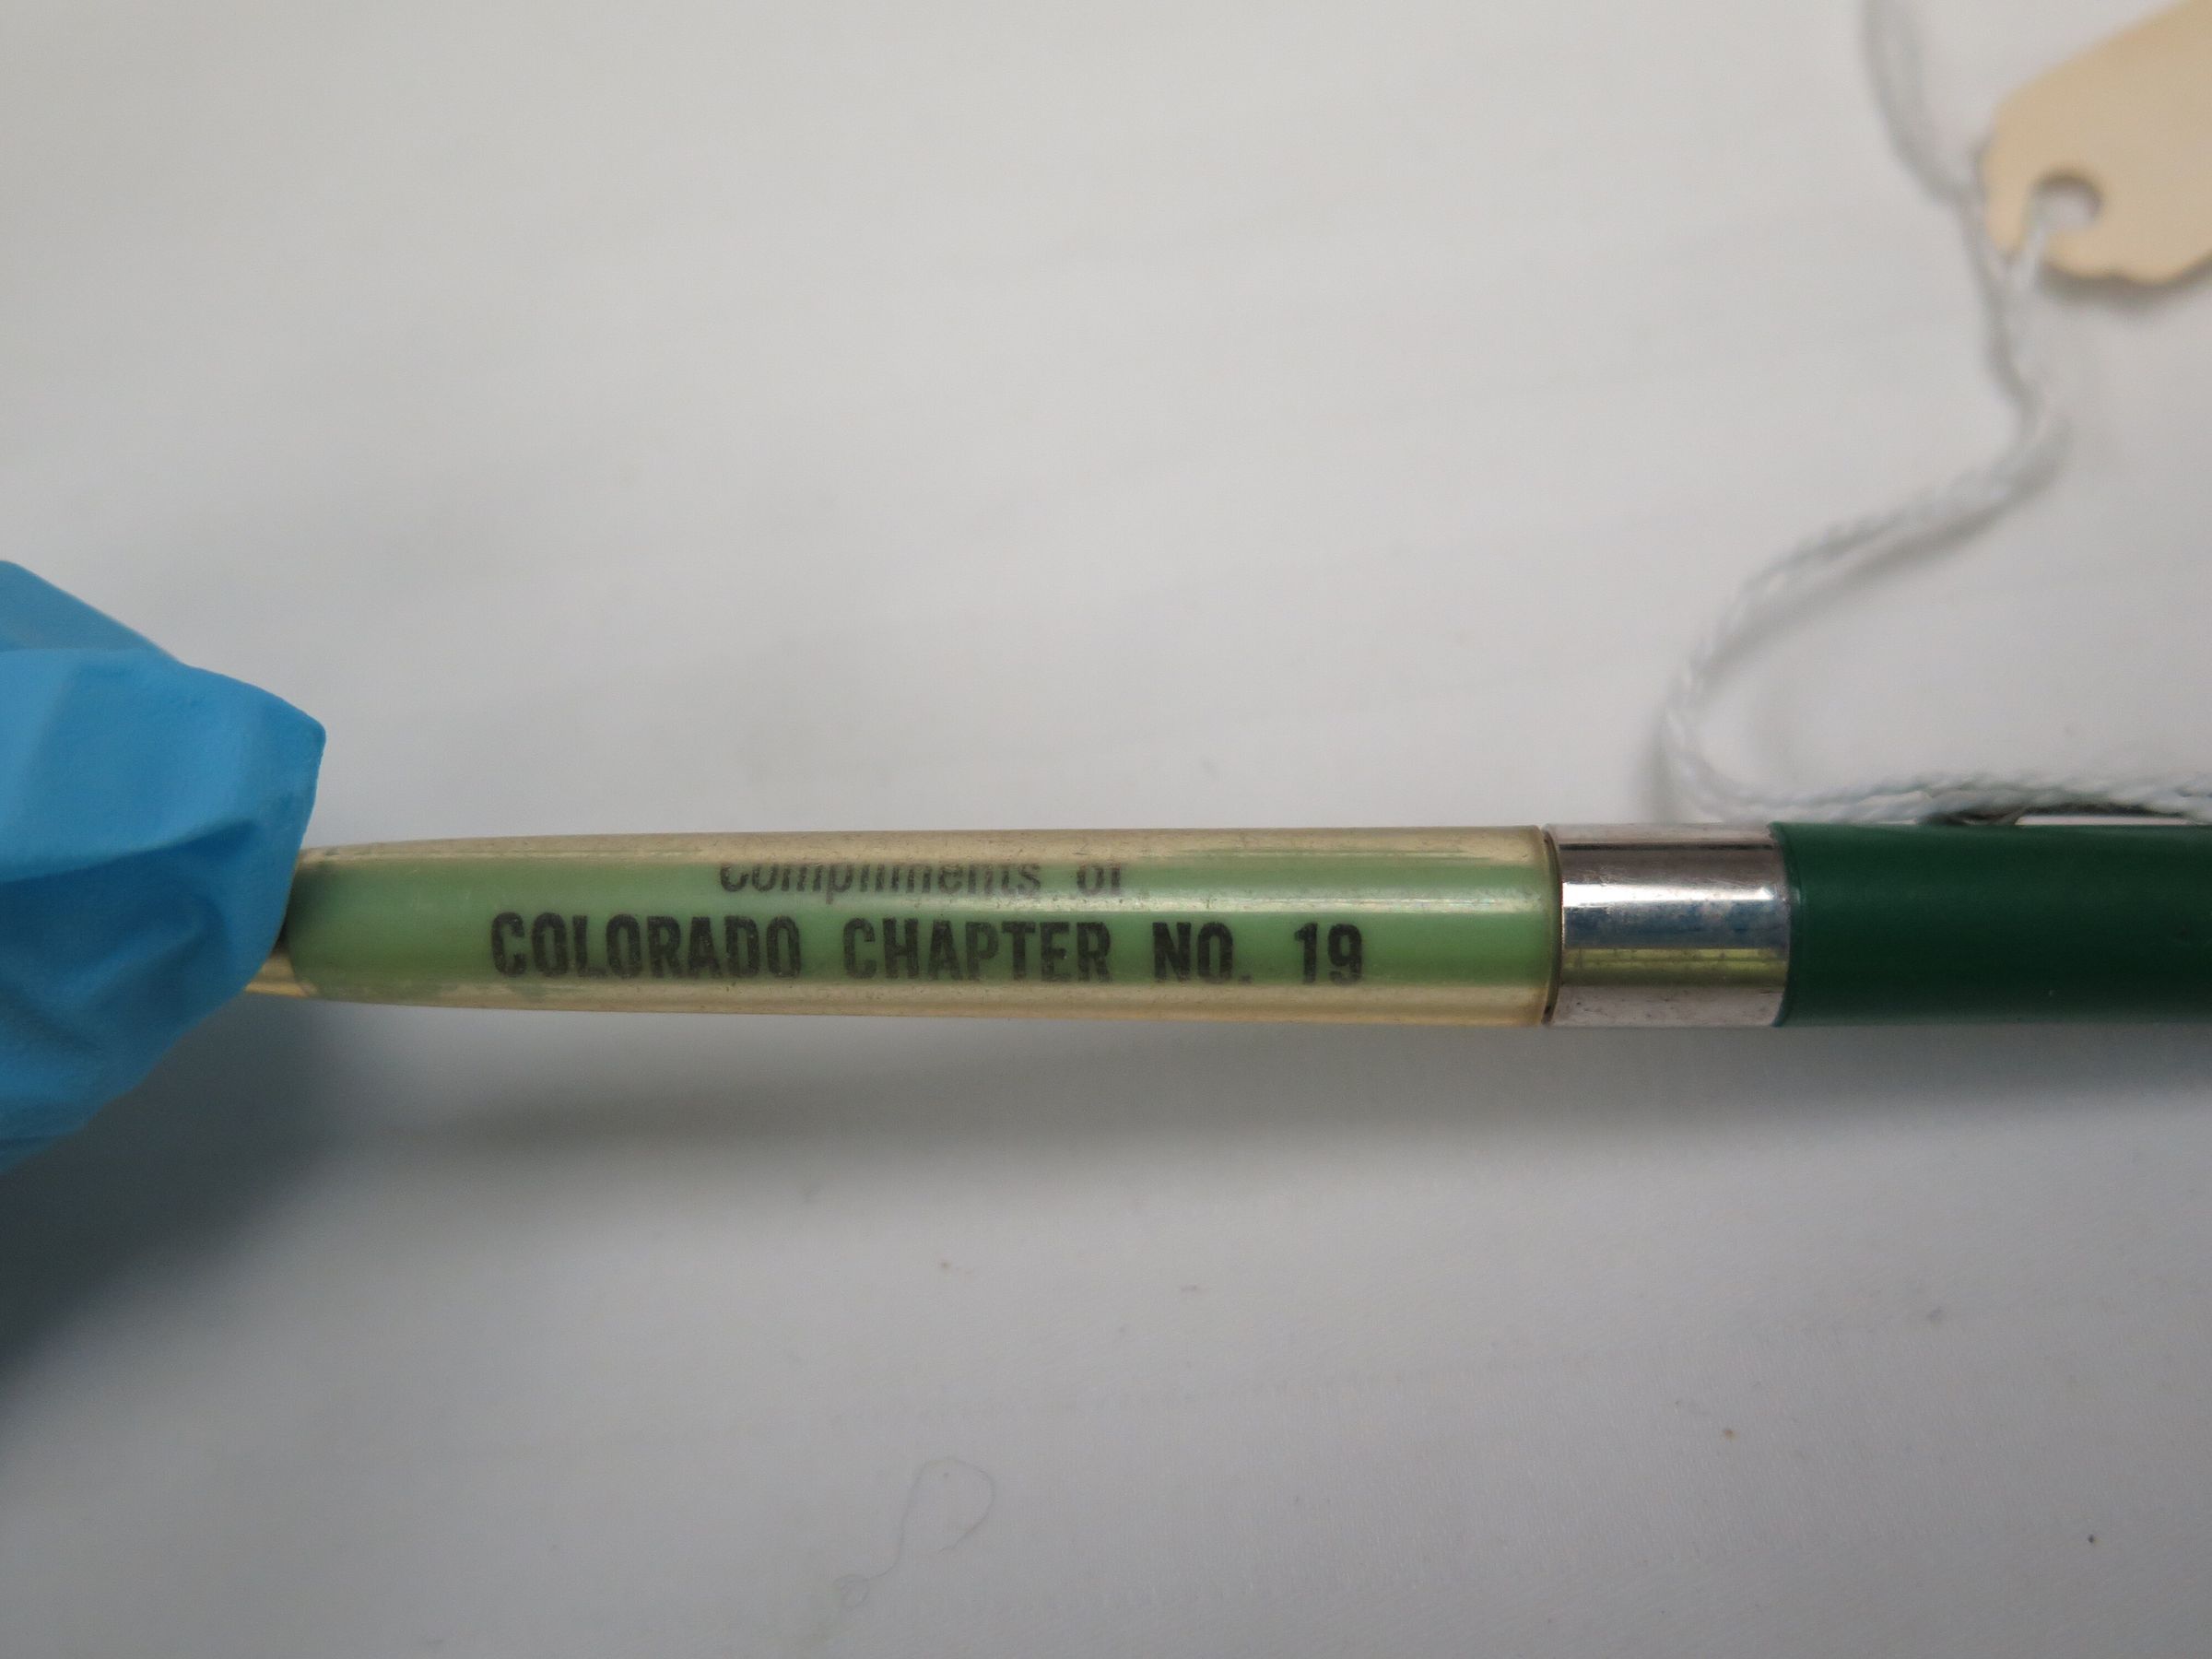 compliments of
COLORADO CHAPTER NO. 19